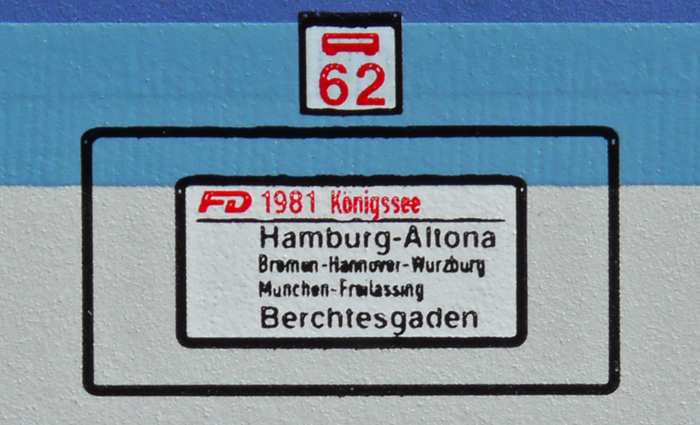 62
FD 1981 Königssee
Hamburg-Altona
Bremen-Hannover-Wurzburg
Munchen-Freilassing
Berchtesgaden